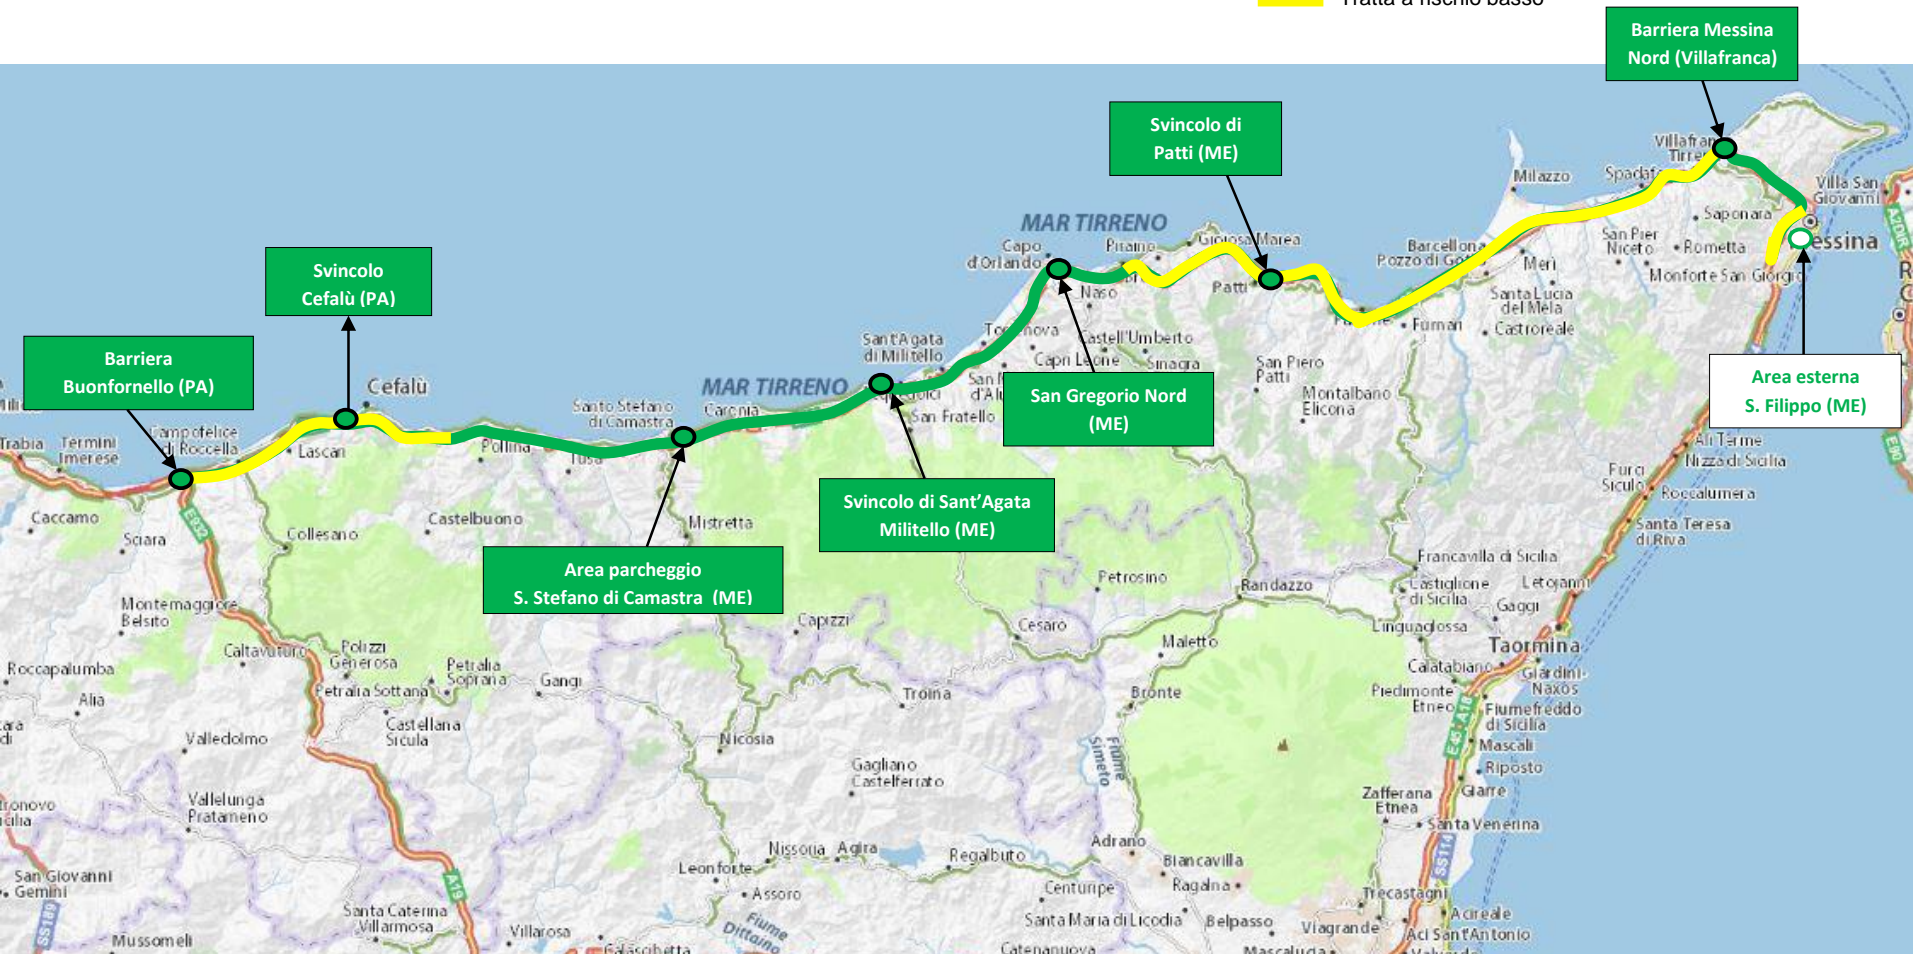 Tratta a rischio basso
Barriera Messina
Nord (Villafranca)
Svincolo di
Patti (ME)
Svincolo
Cefalù (PA)
Barriera
Buonfornello (PA)
San Gregorio Nord
(ME)
Area esterna
S. Filippo (ME)
Svincolo di Sant'Agata
Militello (ME)
Area parcheggio
S. Stefano di Camastra (ME)
MAR TIRRENO
MAR TIRRENO
Milazzo
Villa San
Giovanni
Saponara
San Pier
Niceto
Rometta
Monforte San Giorgio
Barcellona
Merì
Santa Lucia
del Mela
Castroreale
Furnari
Gioiosa Marea
Piraino
Patti
Capo
d'Orlando
Naso
Castell'Umberto
Capri Leone
Sinagra
San Piero
Patti
Montalbano
Elicona
Sant'Agata
di Militello
San Fratello
Caronia
Santo Stefano
di Camastra
Cefalù
Pollina
Tusa
Lascari
Campofelice
di Roccella
Trabia
Termini
Imerese
Caccamo
Sciara
Collesano
Castelbuono
Mistretta
E932
A2DIR
E90
Alì Terme
Nizza di Sicilia
Furci
Siculo
Roccalumera
Santa Teresa
di Riva
Francavilla di Sicilia
Castiglione
di Sicilia
Letojanni
Gaggi
Linguaglossa
Taormina
Calatabiano
Giardini-
Naxos
Piedimonte
Etneo
Fiumefreddo
di Sicilia
E45
A18
Mascali
Riposto
Giarre
Zafferana
Etnea
Santa Venerina
SS114
Petrosino
Randazzo
Cesarò
Maletto
Bronte
Capizzi
Troina
Montemaggiore
Belsito
Caltavuturo
Polizzi
Generosa
Petralia
Soprana
Petralia Sottana
Gangi
Roccapalumba
Alia
Castellana
Sicula
Valledolmo
Nicosia
Gagliano
Castelferrato
Fiume
Simeto
Vallelunga
Pratameno
Adrano
Biancavilla
Ragalna
Nissoria
Agira
Regalbuto
Leonforte
Assoro
Centuripe
San Giovanni
Gemini
A19
SS189
Santa Caterina
Villarmosa
Villarosa
Fiume
Dittaino
Santa Maria di Licodia
Belpasso
Trecastagni
Viagrande
Acireale
Aci Sant'Antonio
Mussomeli
Calascibetta
Catenanuova
Mascalucia